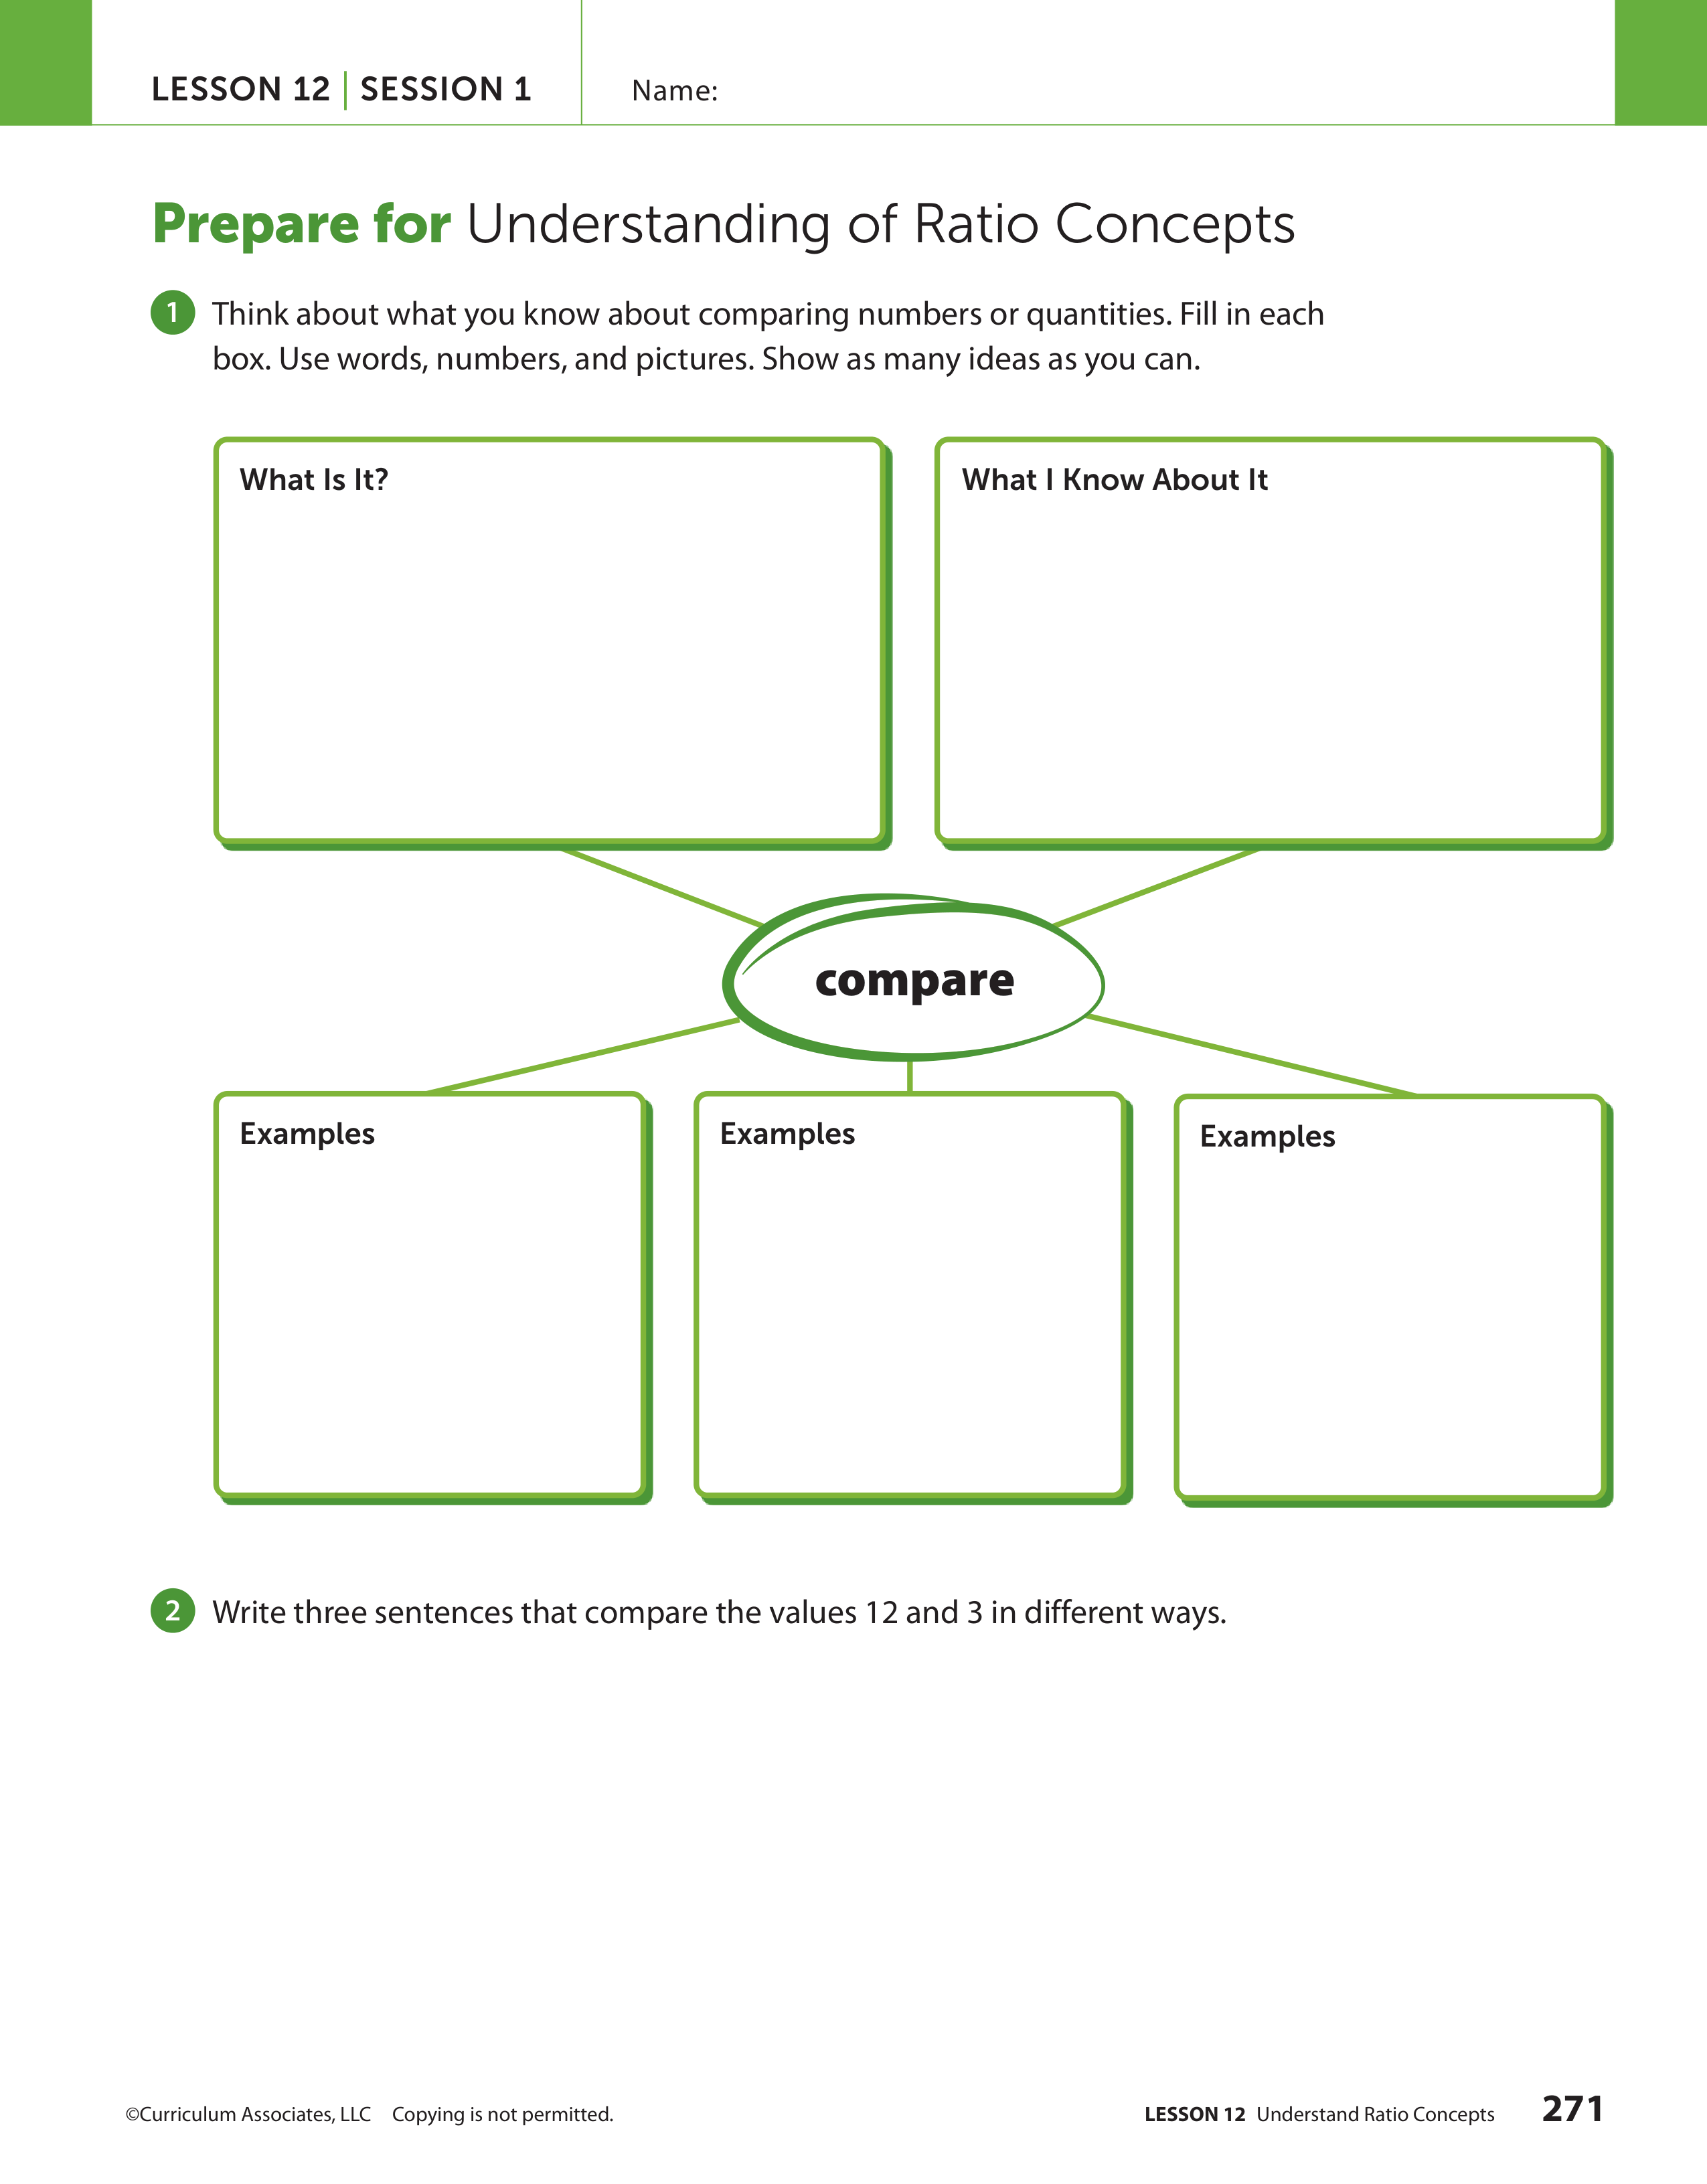 LESSON 12 | SESSION 1
Name:
Prepare for Understanding of Ratio Concepts
1 Think about what you know about comparing numbers or quantities. Fill in each
box. Use words, numbers, and pictures. Show as many ideas as you can.
What Is It?
What I Know About It
compare
Examples
Examples
Examples
2 Write three sentences that compare the values 12 and 3 in different ways.
©Curriculum Associates, LLC Copying is not permitted.
LESSON 12 Understand Ratio Concepts 271